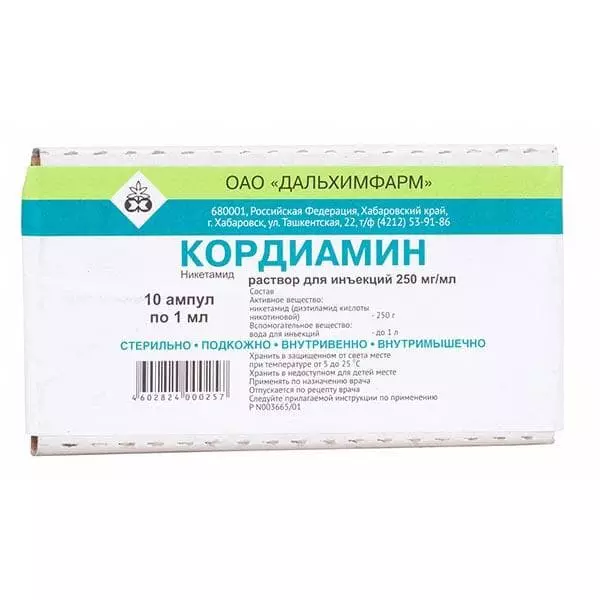 ОАО «ДАЛЬХИМФАРМ»
680001, Российская Федерация, Хабаровский край,
г. Хабаровск, ул. Ташкентская, 22, т/ф (4212) 53-91-86
КОРДИАМИН
Никетамид
раствор для инъекций 250 мг/мл
10 ампул
по 1 мл
Состав
Активное вещество:
никетамид (диэтиламид кислоты
никотиновой) - 250 г
Вспомогательное вещество:
вода для инъекций - до 1 л
СТЕРИЛЬНО • ПОДКОЖНО • ВНУТРИВЕННО • ВНУТРИМЫШЕЧНО
Хранить в защищенном от света месте
при температуре от 5 до 25 °С
Хранить в недоступном для детей месте
Применять по назначению врача
Отпускается по рецепту врача
Следуйте прилагаемой инструкции по применению
Р N003665/01
4602824000257